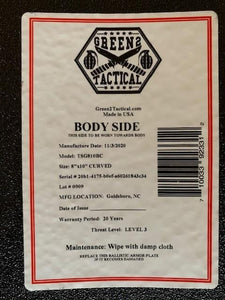 GREEN2
TACTICAL
Green2Tactical.com
Made in USA
BODY SIDE
THIS SIDE TO BE WORN TOWARDS BODY
Manufacture Date: 11/3/2020
Model: TSG810BC
Size: 8"x10" CURVED
Lot # 0009
MFG LOCATION: Goldsboro, NC
Date of Issue
Warranty Period: 20 Years
Threat Level: LEVEL 3
Maintenance: Wipe with damp cloth
REPLACE THIS BALLISTIC ARMOR PLATE
IF IT BECOMES DAMAGED